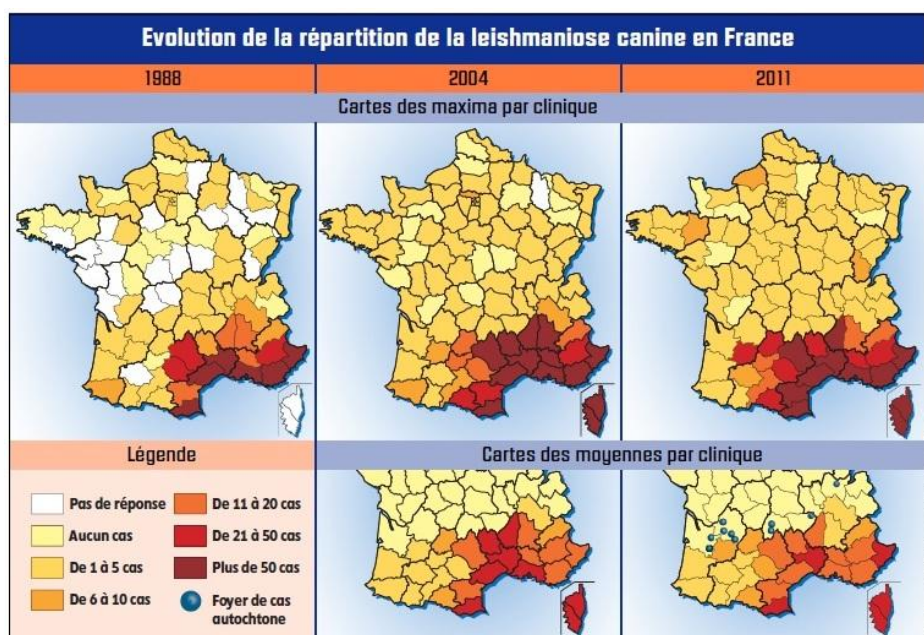 Evolution de la répartition de la leishmaniose canine en France
1988
2004
2011
Cartes des maxima par clinique
Légende
Cartes des moyennes par clinique
Pas de réponse
De 11 à 20 cas
Aucun cas
De 21 à 50 cas
De 1 à 5 cas
Plus de 50 cas
De 6 à 10 cas
Foyer de cas
autochtone